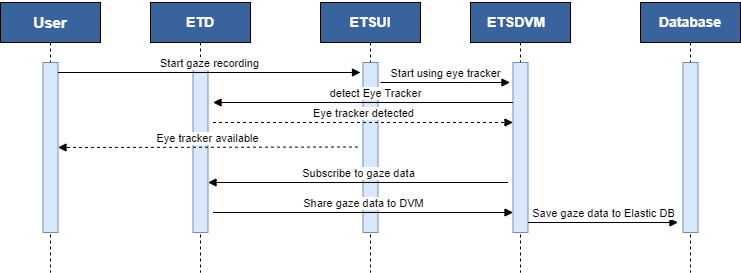 User
ETD
ETSUI
ETSDVM
Database
Start gaze recording
Start using eye tracker
detect Eye Tracker
Eye tracker detected
Eye tracker available
Subscribe to gaze data
Share gaze data to DVM
Save gaze data to Elastic DB